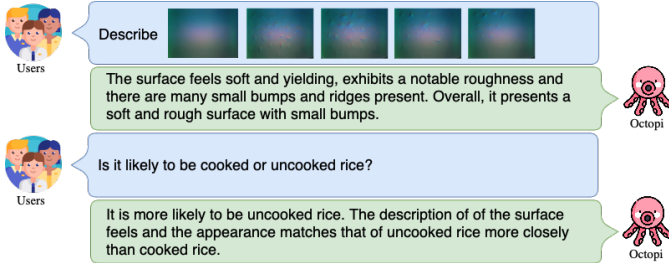 Describe
Users
The surface feels soft and yielding, exhibits a notable roughness and
there are many small bumps and ridges present. Overall, it presents a
soft and rough surface with small bumps.
Octopi
Is it likely to be cooked or uncooked rice?
Users
It is more likely to be uncooked rice. The description of of the surface
feels and the appearance matches that of uncooked rice more closely
than cooked rice.
Octopi